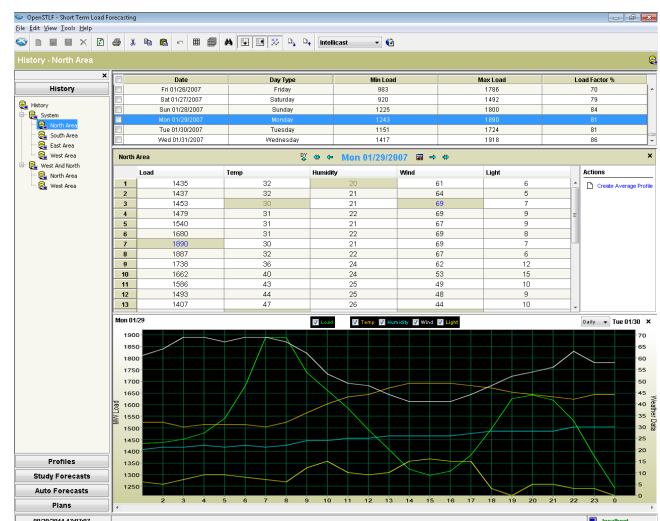 OpenSTLF - Short Term Load Forecasting
File Edit View Tools Help
Intellicast
History - North Area
History
History
System
North Area
South Area
East Area
West Area
West And North
North Area
West Area
Profiles
Study Forecasts
Auto Forecasts
Plans
Date Day Type Min Load Max Load Load Factor %
Fri 01/26/2007 Friday 983 1786 70
Sat 01/27/2007 Saturday 920 1492 79
Sun 01/28/2007 Sunday 1225 1800 84
Mon 01/29/2007 Monday 1243 1890 81
Tue 01/30/2007 Tuesday 1151 1724 81
Wed 01/31/2007 Wednesday 1417 1918 86
North Area Mon 01/29/2007
Load Temp Humidity Wind Light
1 1435 32 20 61 6
2 1437 32 21 64 5
3 1453 30 21 69 7
4 1479 31 22 69 9
5 1540 31 21 67 9
6 1680 31 22 69 8
7 1890 30 21 69 7
8 1887 32 22 67 6
9 1738 36 24 62 12
10 1662 40 24 53 15
11 1586 43 25 49 10
12 1493 44 25 48 9
13 1407 47 26 44 10
Actions
Create Average Profile
Mon 01/29 Load Temp Humidity Wind Light Daily Tue 01/30
MW Load
1900
1850
1800
1750
1700
1650
1600
1550
1500
1450
1400
1350
1300
1250
70
65
60
55
50
45
40
35
30
25
20
15
10
5
0
Weather Data
2 3 4 5 6 7 8 9 10 11 12 13 14 15 16 17 18 19 20 21 22 23 0